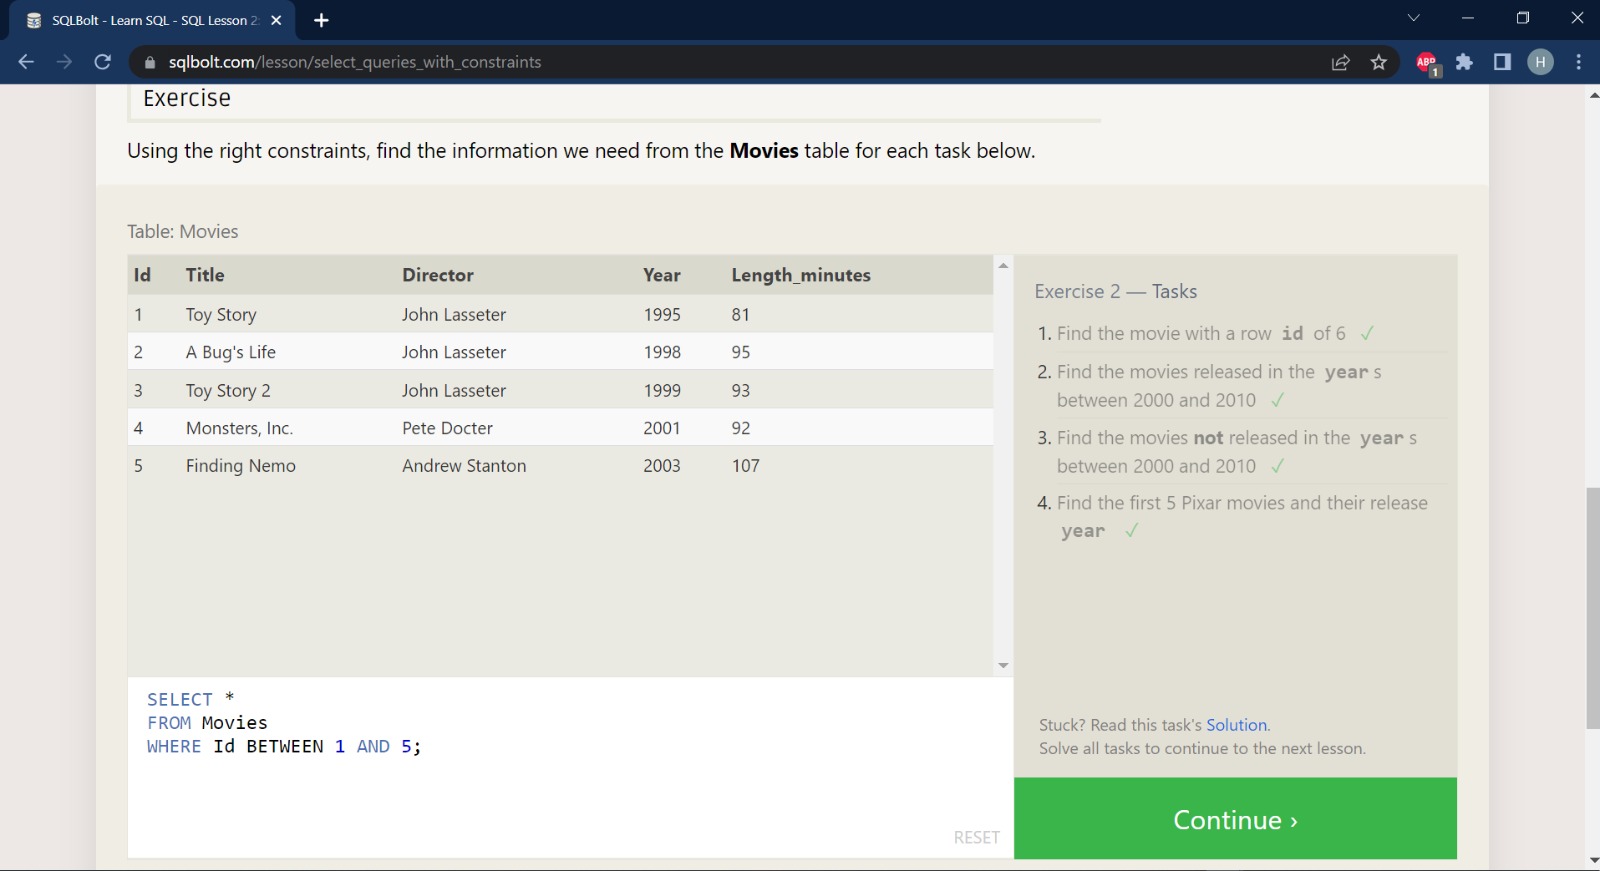 SQLBolt - Learn SQL - SQL Lesson 2:
sqlbolt.com/lesson/select_queries_with_constraints
ABP
1
H
Exercise
Using the right constraints, find the information we need from the Movies table for each task below.
Table: Movies
Id Title Director Year Length_minutes
1 Toy Story John Lasseter 1995 81
2 A Bug's Life John Lasseter 1998 95
3 Toy Story 2 John Lasseter 1999 93
4 Monsters, Inc. Pete Docter 2001 92
5 Finding Nemo Andrew Stanton 2003 107
SELECT *
FROM Movies
WHERE Id BETWEEN 1 AND 5;
RESET
Exercise 2 — Tasks
1. Find the movie with a row id of 6 ✓
2. Find the movies released in the year s
between 2000 and 2010 ✓
3. Find the movies not released in the year s
between 2000 and 2010 ✓
4. Find the first 5 Pixar movies and their release
year ✓
Stuck? Read this task's Solution.
Solve all tasks to continue to the next lesson.
Continue ›